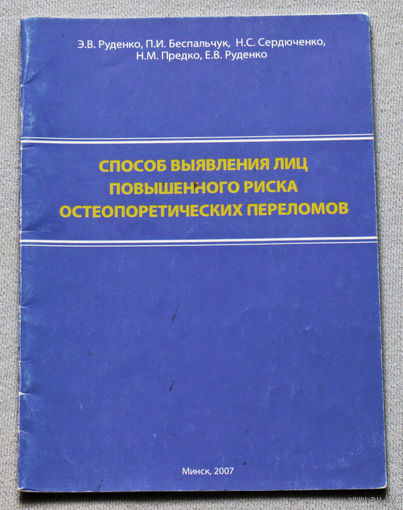 Э.В. Руденко, П.И. Беспальчук, Н.С. Сердюченко,
Н.М. Предко, Е.В. Руденко
СПОСОБ ВЫЯВЛЕНИЯ ЛИЦ
ПОВЫШЕННОГО РИСКА
ОСТЕОПОРЕТИЧЕСКИХ ПЕРЕЛОМОВ
Минск, 2007